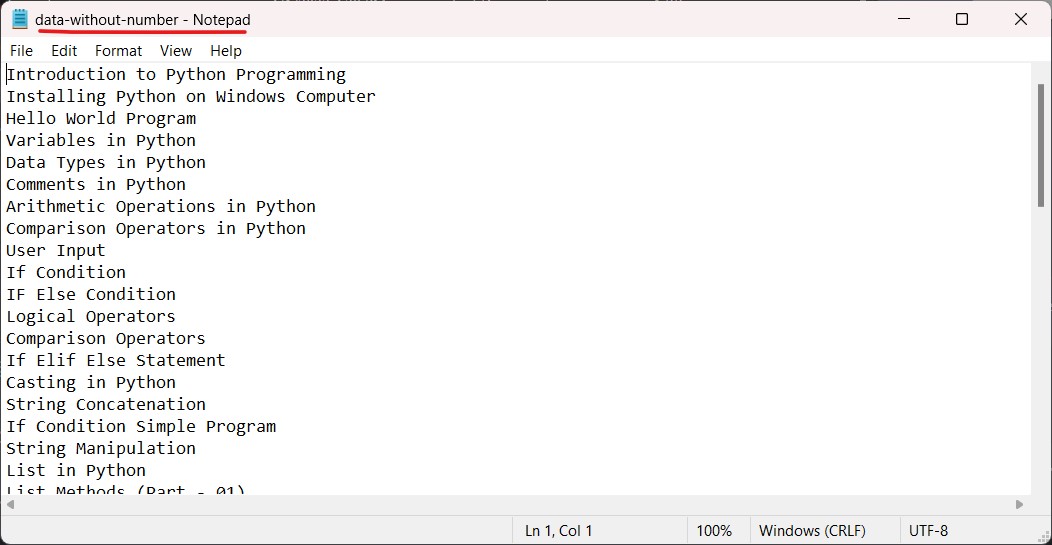 data-without-number - Notepad
File Edit Format View Help
Introduction to Python Programming
Installing Python on Windows Computer
Hello World Program
Variables in Python
Data Types in Python
Comments in Python
Arithmetic Operations in Python
Comparison Operators in Python
User Input
If Condition
IF Else Condition
Logical Operators
Comparison Operators
If Elif Else Statement
Casting in Python
String Concatenation
If Condition Simple Program
String Manipulation
List in Python
List Methods (Part - 01)
Ln 1, Col 1 100% Windows (CRLF) UTF-8